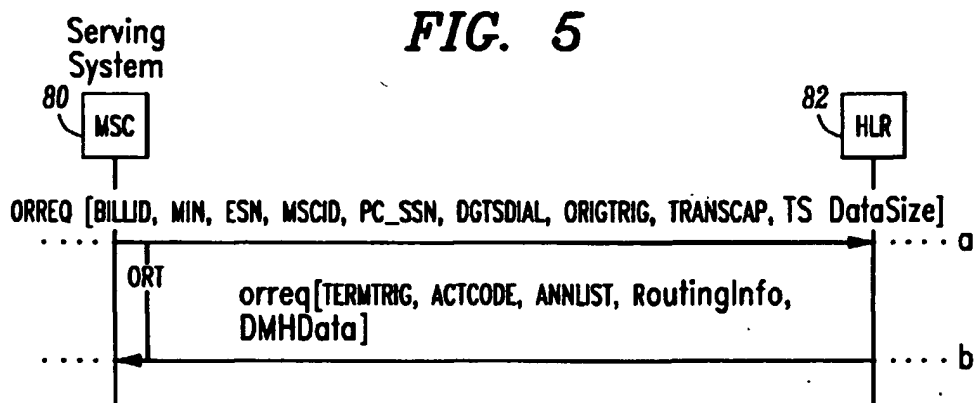 FIG. 5
Serving
System
80
MSC
82
HLR
ORREQ [BILLID, MIN, ESN, MSCID, PC_SSN, DGTSDIAL, ORIGTRIG, TRANSCAP, TS DataSize]
a
ORT
orreq[TERMTRIG, ACTCODE, ANNLIST, RoutingInfo,
DMHData]
b